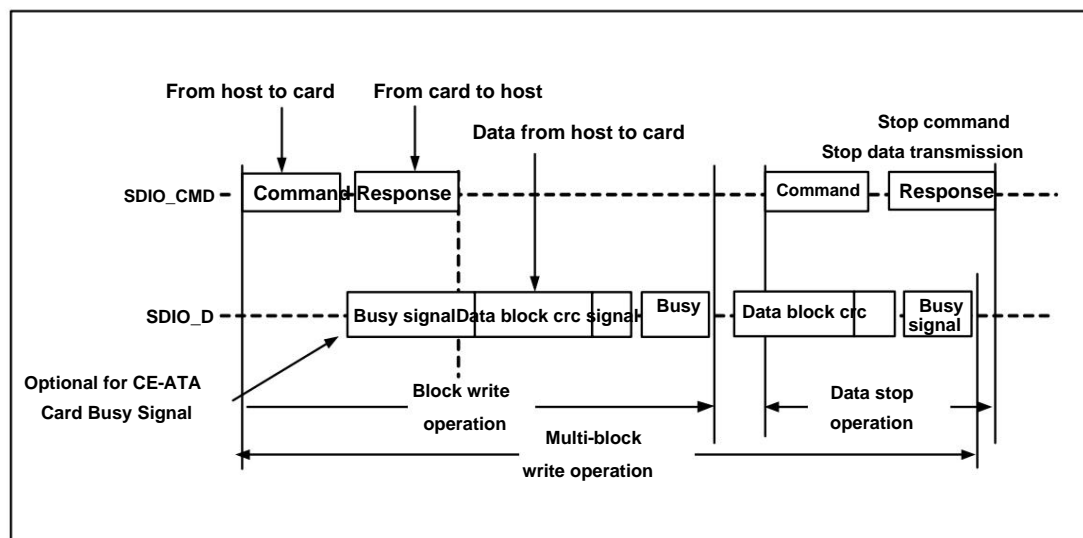 From host to card
From card to host
Data from host to card
Stop command
Stop data transmission
SDIO_CMD
Command
Response
Command
Response
SDIO_D
Busy signal
Data block crc signal
Busy
Data block crc
Busy
signal
Optional for CE-ATA
Card Busy Signal
Block write
operation
Data stop
operation
Multi-block
write operation